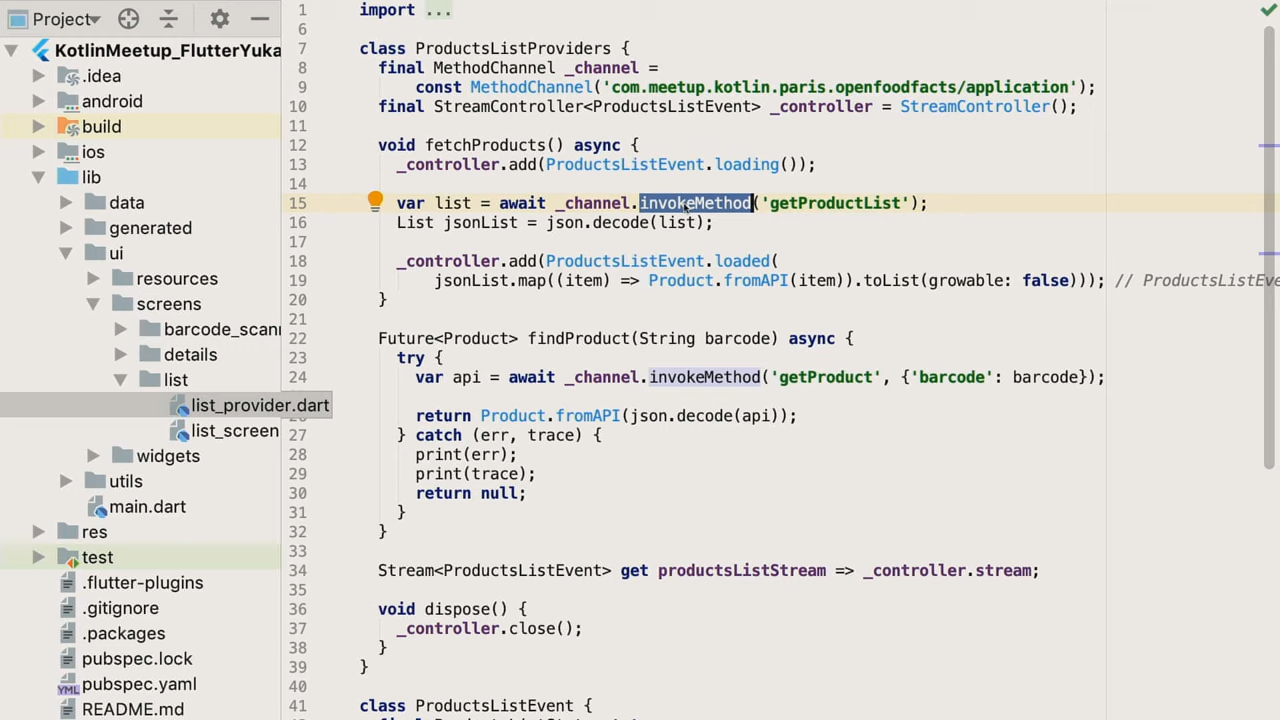 Project
KotlinMeetup_FlutterYuka
.idea
android
build
ios
lib
data
generated
ui
resources
screens
barcode_scann
details
list
list_provider.dart
list_screen
widgets
utils
main.dart
res
test
.flutter-plugins
.gitignore
.packages
pubspec.lock
YML pubspec.yaml
README.md
1 import ...
6
7 class ProductsListProviders {
8 final MethodChannel _channel =
9 const MethodChannel('com.meetup.kotlin.paris.openfoodfacts/application');
10 final StreamController<ProductsListEvent> _controller = StreamController();
11
12 void fetchProducts() async {
13 _controller.add(ProductsListEvent.loading());
14
15 var list = await _channel.invokeMethod('getProductList');
16 List jsonList = json.decode(list);
17
18 _controller.add(ProductsListEvent.loaded(
19 jsonList.map((item) => Product.fromAPI(item)).toList(growable: false))); // ProductsListEve
20 }
21
22 Future<Product> findProduct(String barcode) async {
23 try {
24 var api = await _channel.invokeMethod('getProduct', {'barcode': barcode});
25
26 return Product.fromAPI(json.decode(api));
27 } catch (err, trace) {
28 print(err);
29 print(trace);
30 return null;
31 }
32 }
33
34 Stream<ProductsListEvent> get productsListStream => _controller.stream;
35
36 void dispose() {
37 _controller.close();
38 }
39 }
40
41 class ProductsListEvent {